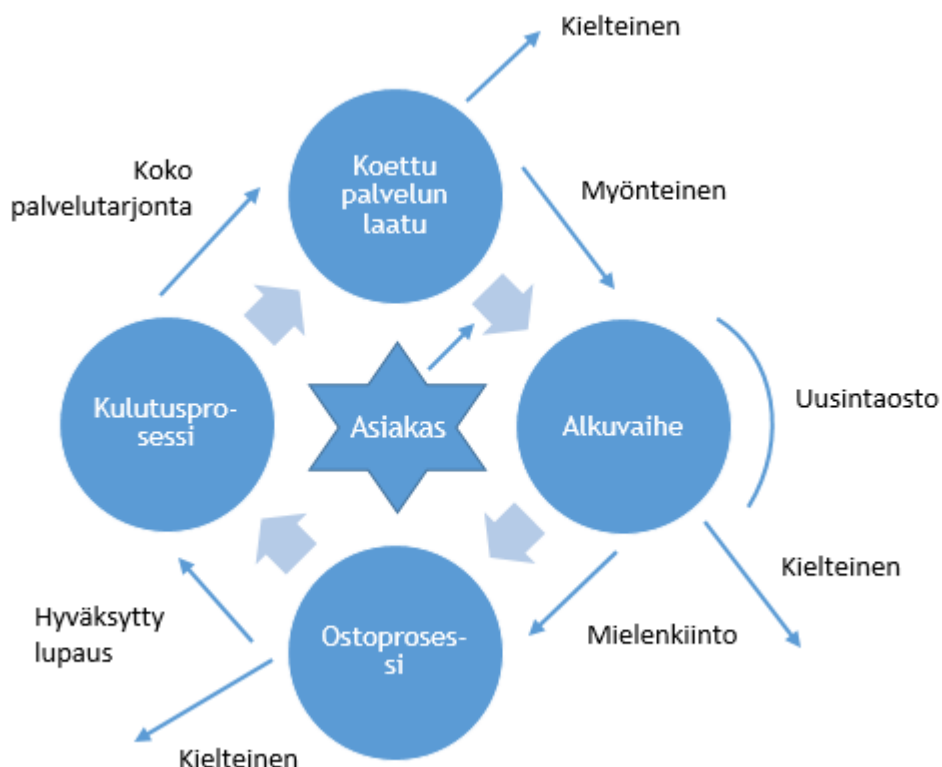 Kielteinen
Koettu
palvelun
laatu
Koko
palvelutarjonta
Myönteinen
Kulutuspro-
sessi
Asiakas
Alkuvaihe
Uusintaosto
Kielteinen
Hyväksytty
lupaus
Ostoproses-
si
Mielenkiinto
Kielteinen